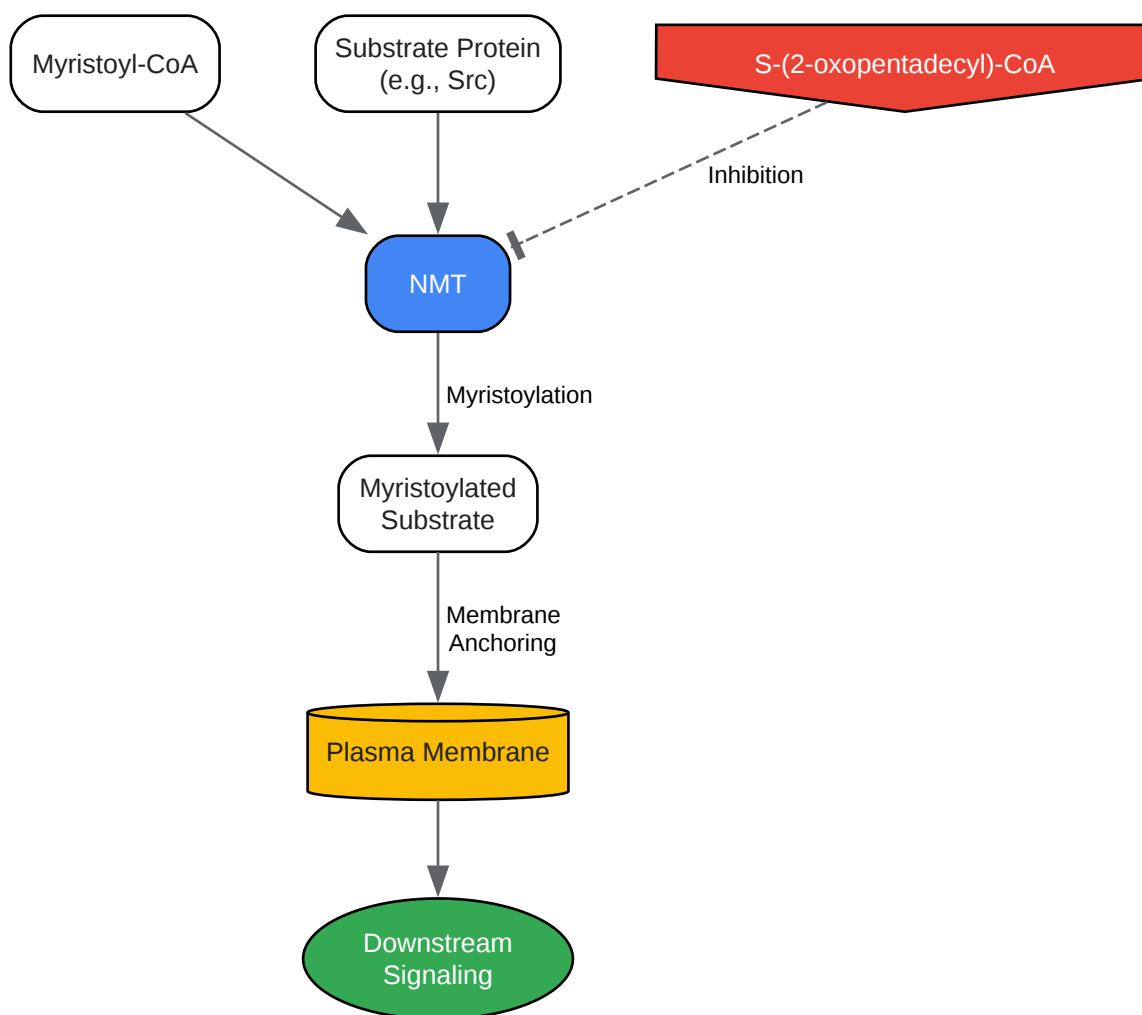 Myristoyl-CoA
Substrate Protein
(e.g., Src)
S-(2-oxopentadecyl)-CoA
Inhibition
NMT
Myristoylation
Myristoylated
Substrate
Membrane
Anchoring
Plasma Membrane
Downstream
Signaling